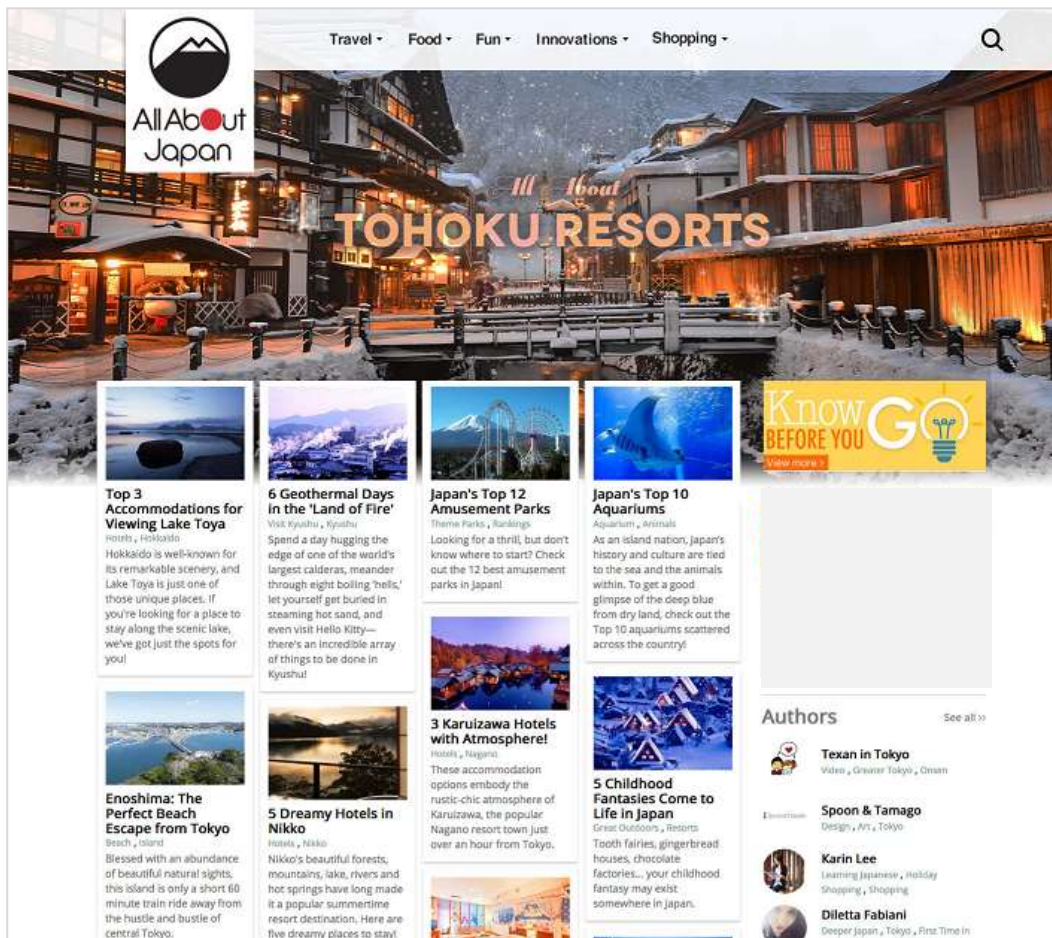 Travel
Food
Fun
Innovations
Shopping
All About
Japan
All About
TOHOKU RESORTS
Top 3
Accommodations for
Viewing Lake Toya
Hotels , Hokkaido
Hokkaido is well-known for
its remarkable scenery, and
Lake Toya is just one of
those unique places. If
you're looking for a place to
stay along the scenic lake,
we've got just the spots for
you!
Enoshima: The
Perfect Beach
Escape from Tokyo
Beach , Island
Blessed with an abundance
of beautiful natural sights,
this island is only a short 60
minute train ride away from
the hustle and bustle of
central Tokyo.
6 Geothermal Days
in the 'Land of Fire'
Visit Kyushu , Kyushu
Spend a day hugging the
edge of one of the world's
largest calderas, meander
through eight boiling 'hells,'
let yourself get buried in
steaming hot sand, and
even visit Hello Kitty—
there's an incredible array
of things to be done in
Kyushu!
5 Dreamy Hotels in
Nikko
Hotels , Nikko
Nikko's beautiful forests,
mountains, lake, rivers and
hot springs have long made
it a popular summertime
resort destination. Here are
five dreamy places to stay!
Japan's Top 12
Amusement Parks
Theme Parks , Rankings
Looking for a thrill, but don't
know where to start? Check
out the 12 best amusement
parks in Japan!
3 Karuizawa Hotels
with Atmosphere!
Hotels , Nagano
These accommodation
options embody the
rustic-chic atmosphere of
Karuizawa, the popular
Nagano resort town just
over an hour from Tokyo.
Japan's Top 10
Aquariums
Aquarium , Animals
As an island nation, Japan's
history and culture are tied
to the sea and the animals
within. To get a good
glimpse of the deep blue
from dry land, check out the
Top 10 aquariums scattered
across the country!
5 Childhood
Fantasies Come to
Life in Japan
Great Outdoors , Resorts
Tooth fairies, gingerbread
houses, chocolate
factories... your childhood
fantasy may exist
somewhere in Japan.
Know
BEFORE YOU
GO
View more >
Authors
See all »
Texan in Tokyo
Video , Greater Tokyo , Onsen
Spoon & Tamago
Design , Art , Tokyo
Karin Lee
Learning Japanese , Holiday
Shopping , Shopping
Diletta Fabiani
Deeper Japan , Tokyo , First Time in